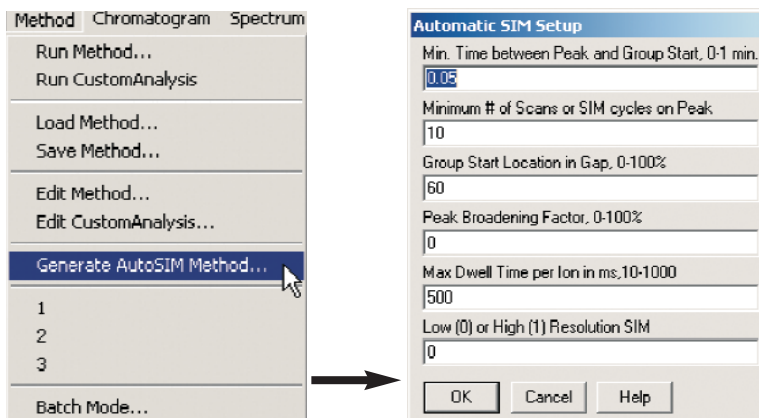 Method Chromatogram Spectrum
Run Method...
Run CustomAnalysis
Load Method...
Save Method...
Edit Method...
Edit CustomAnalysis...
Generate AutoSIM Method...
1
2
3
Batch Mode...
Automatic SIM Setup
Min. Time between Peak and Group Start, 0-1 min.
0.05
Minimum # of Scans or SIM cycles on Peak
10
Group Start Location in Gap, 0-100%
60
Peak Broadening Factor, 0-100%
0
Max Dwell Time per Ion in ms,10-1000
500
Low (0) or High (1) Resolution SIM
0
OK Cancel Help